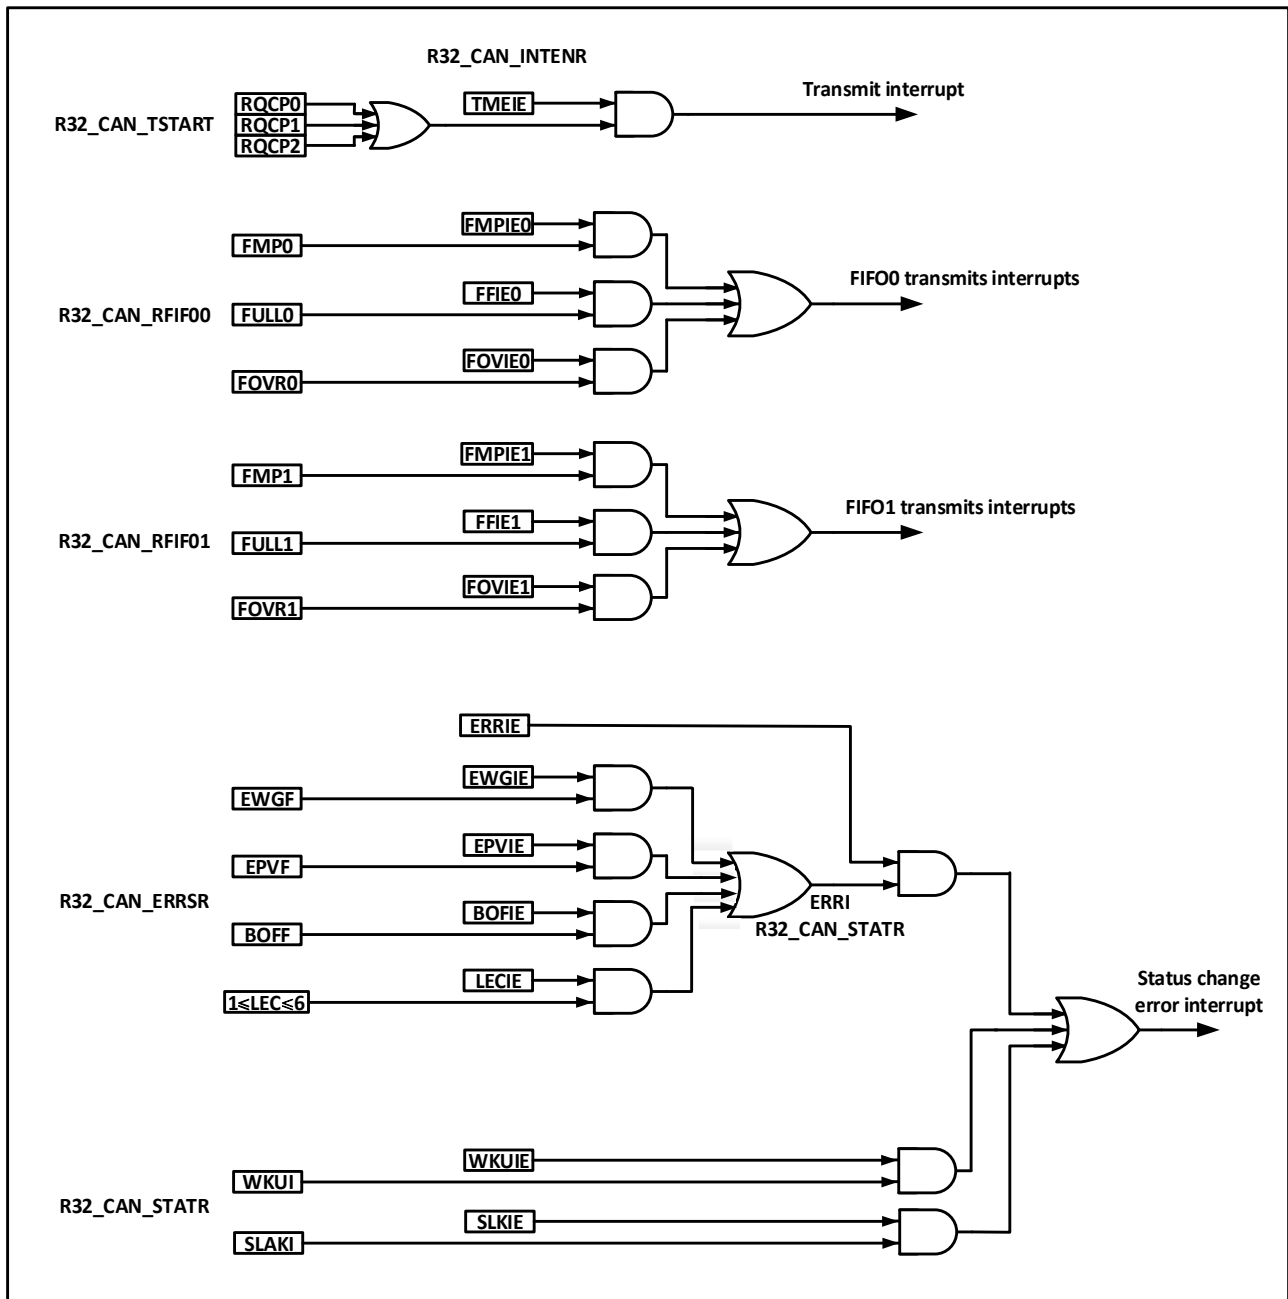 R32_CAN_INTENR
Transmit interrupt
RQCP0
TMEIE
R32_CAN_TSTART
RQCP1
RQCP2
FMPIE0
FMP0
FIFO0 transmits interrupts
FFIE0
R32_CAN_RFIF00
FULL0
FOVIE0
FOVR0
FMPIE1
FMP1
FIFO1 transmits interrupts
FFIE1
R32_CAN_RFIF01
FULL1
FOVIE1
FOVR1
ERRIE
EWGIE
EWGF
EPVIE
EPVF
R32_CAN_ERRSR
ERRI
BOFIE
R32_CAN_STATR
BOFF
LECIE
1≤LEC≤6
Status change
error interrupt
WKUIE
WKUI
R32_CAN_STATR
SLKIE
SLAKI